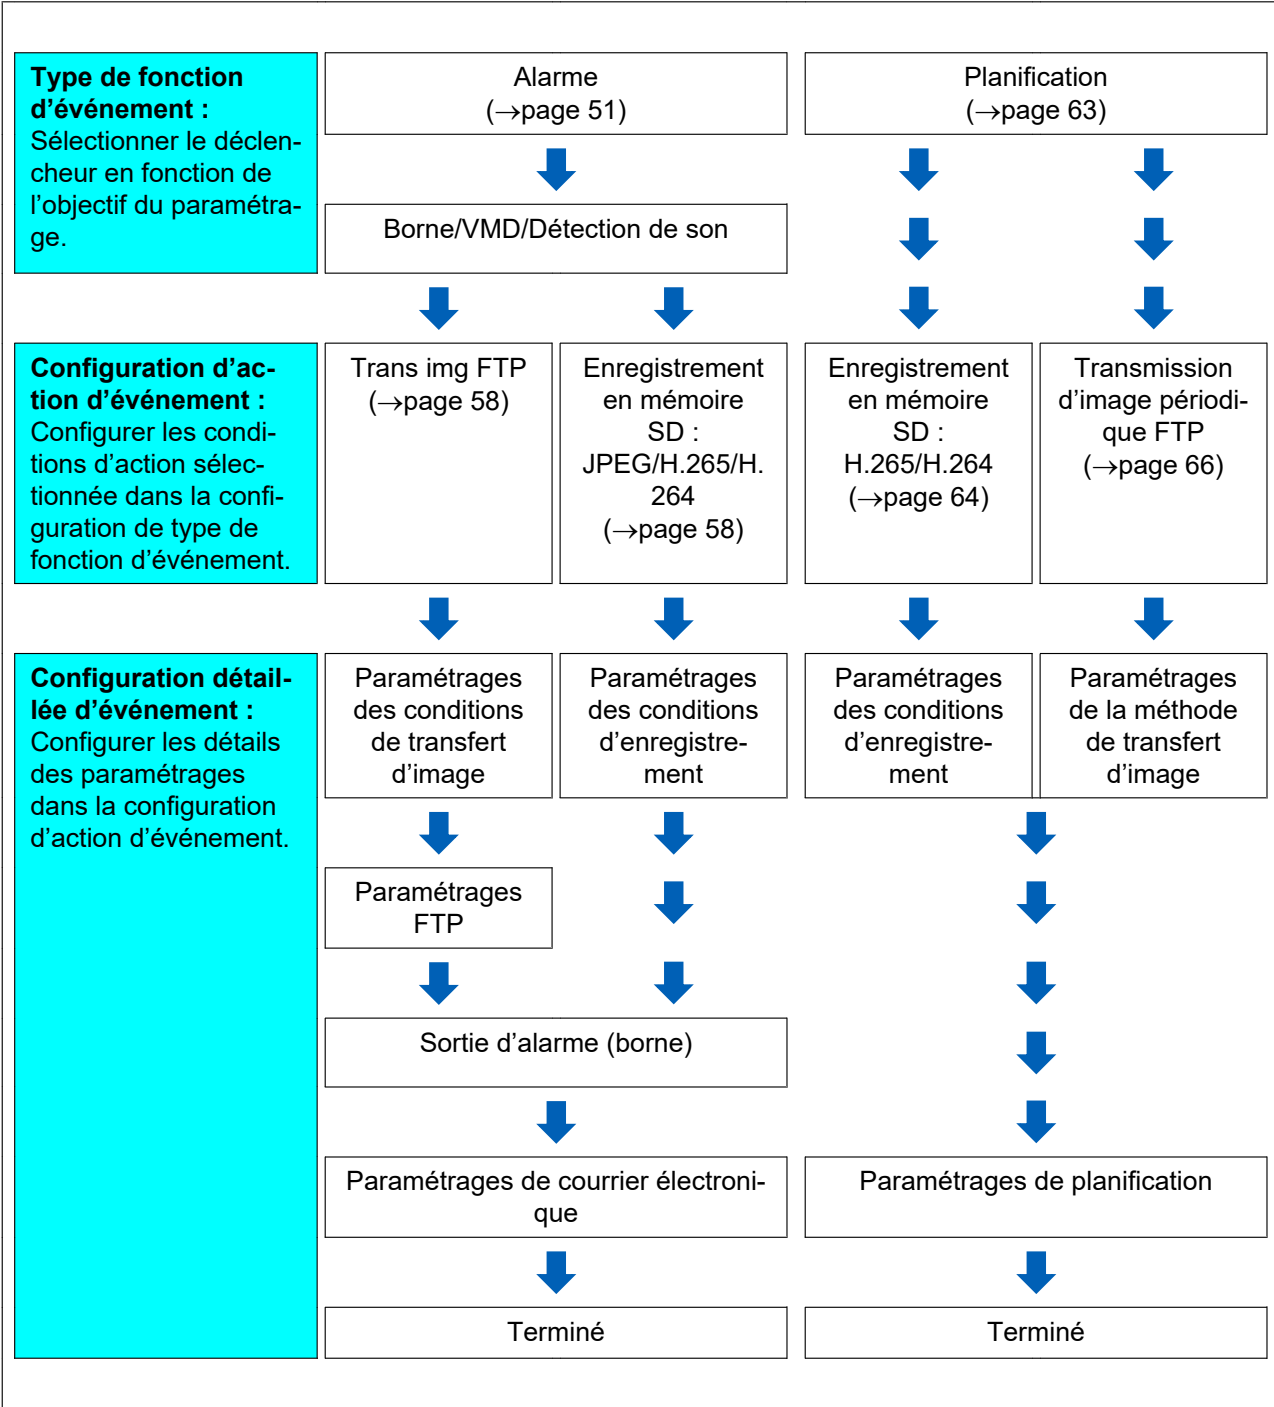 Type de fonction
d’événement :
Sélectionner le déclen-
cheur en fonction de
l’objectif du paramétra-
ge.
Alarme
(→page 51)
Planification
(→page 63)
Borne/VMD/Détection de son
Configuration d’ac-
tion d’événement :
Configurer les condi-
tions d’action sélec-
tionnée dans la confi-
guration de type de
fonction d’événement.
Trans img FTP
(→page 58)
Enregistrement
en mémoire
SD :
JPEG/H.265/H.
264
(→page 58)
Enregistrement
en mémoire
SD :
H.265/H.264
(→page 64)
Transmission
d’image périodi-
que FTP
(→page 66)
Configuration détail-
lée d’événement :
Configurer les détails
des paramétrages
dans la configuration
d’action d’événement.
Paramétrages
des conditions
de transfert
d’image
Paramétrages
des conditions
d’enregistre-
ment
Paramétrages
des conditions
d’enregistre-
ment
Paramétrages
de la méthode
de transfert
d’image
Paramétrages
FTP
Sortie d’alarme (borne)
Paramétrages de courrier électroni-
que
Paramétrages de planification
Terminé
Terminé